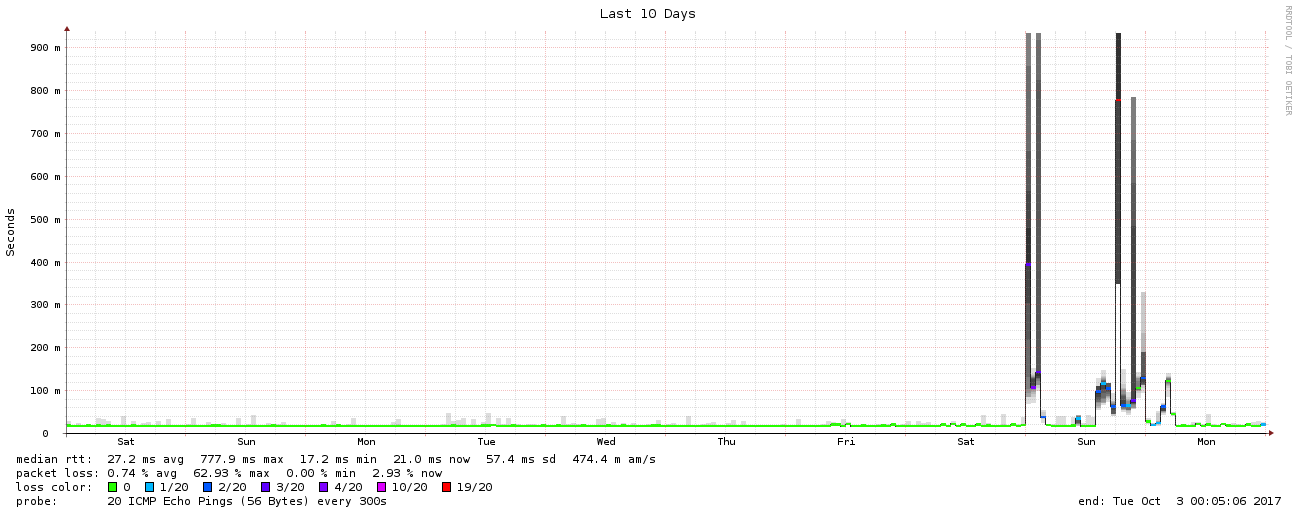 Last 10 Days
RRDTOOL / TOBI OETIKER
Seconds
900 m
800 m
700 m
600 m
500 m
400 m
300 m
200 m
100 m
0
Sat Sun Mon Tue Wed Thu Fri Sat Sun Mon
median rtt: 27.2 ms avg 777.9 ms max 17.2 ms min 21.0 ms now 57.4 ms sd 474.4 m am/s
packet loss: 0.74 % avg 62.93 % max 0.00 % min 2.93 % now
loss color: 0 1/20 2/20 3/20 4/20 10/20 19/20
probe: 20 ICMP Echo Pings (56 Bytes) every 300s end: Tue Oct 3 00:05:06 2017